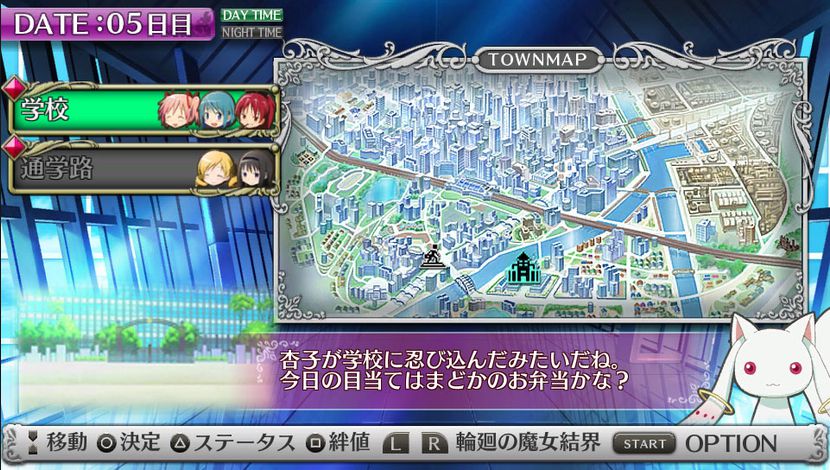 DATE:05日目
DAY TIME
NIGHT TIME
TOWNMAP
学校
通学路
杏子が学校に忍び込んだみたいだね。
今日の目当てはまどかのお弁当かな？
移動 決定 ステータス 絆値 L R 輪廻の魔女結界 START OPTION